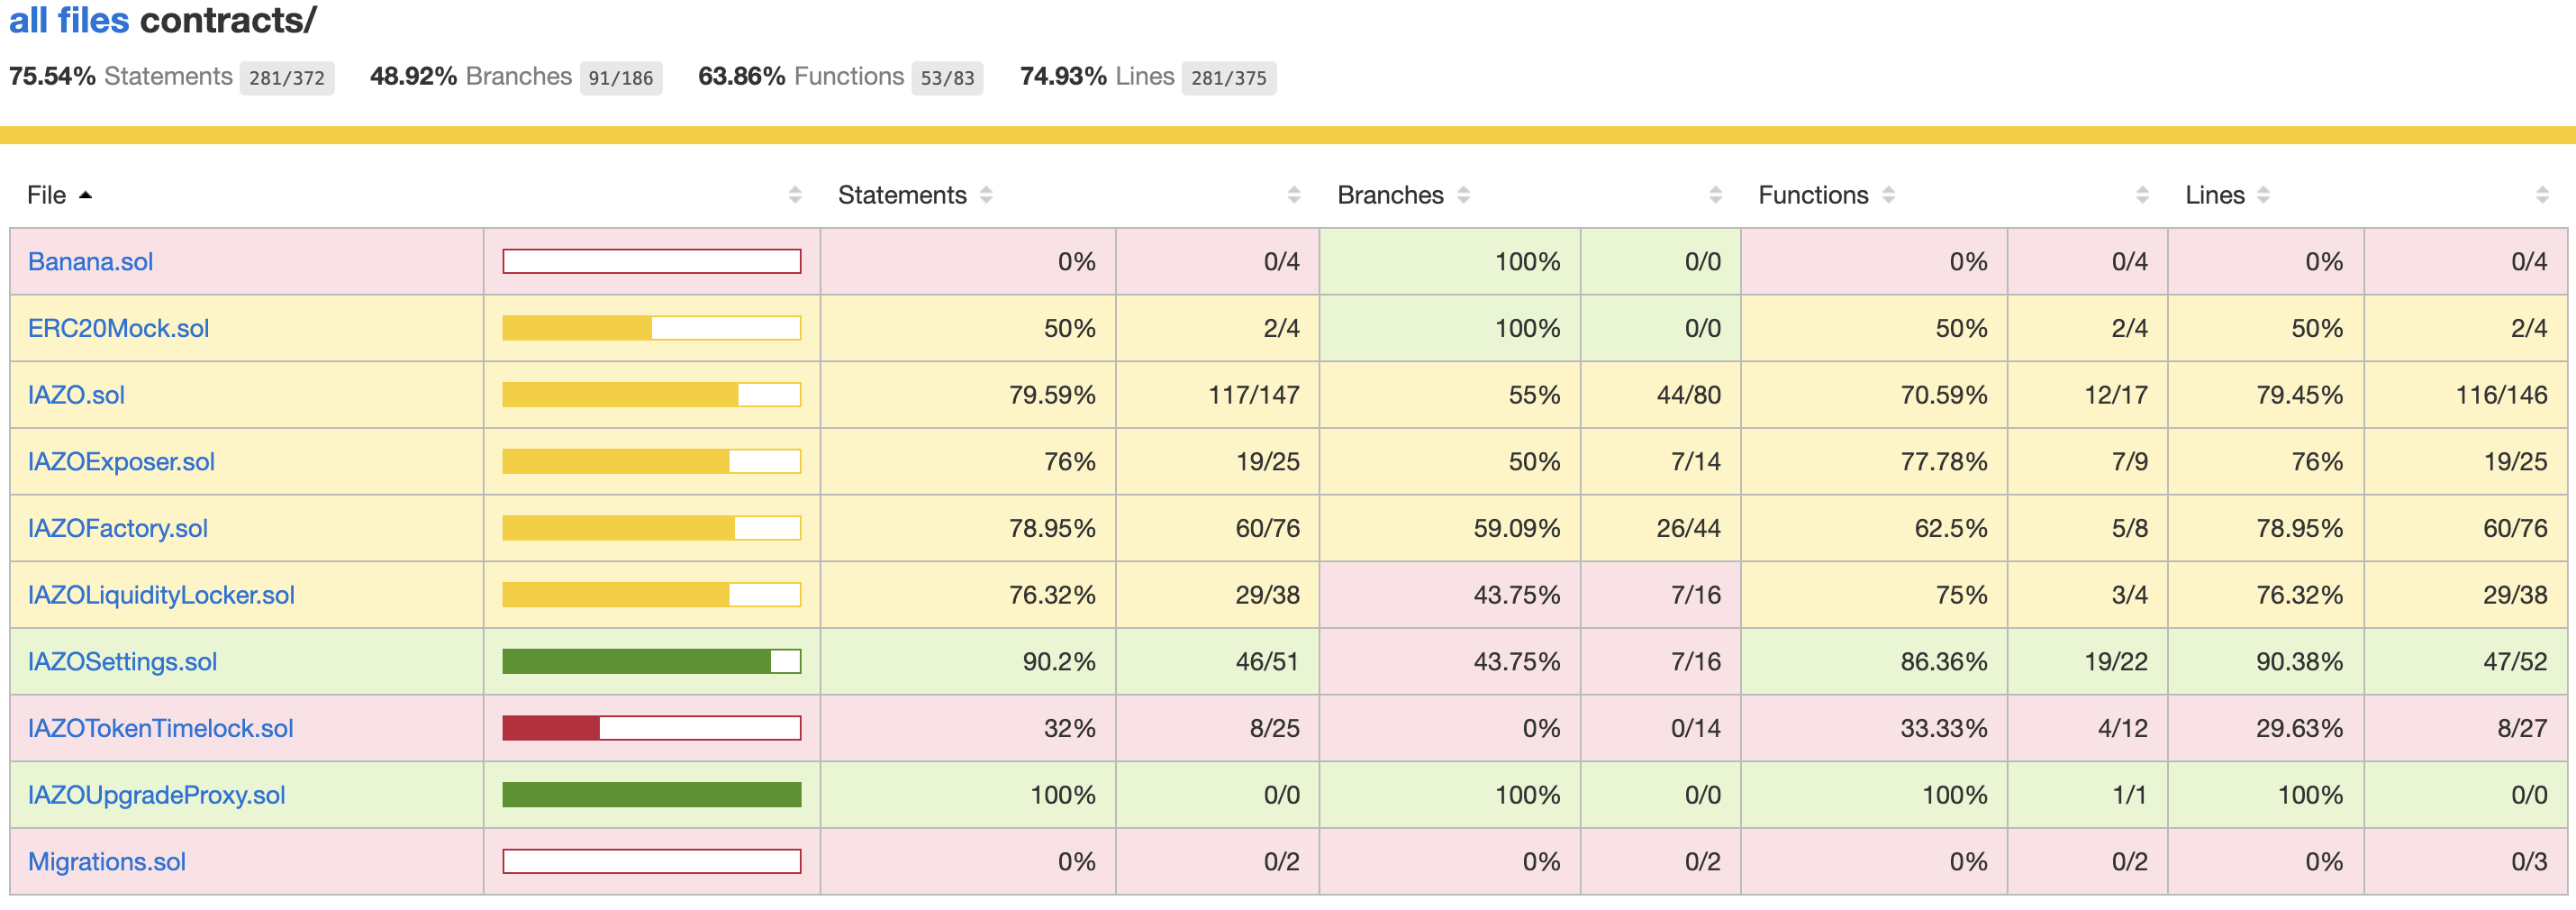 all files contracts/
75.54% Statements 281/372 48.92% Branches 91/186 63.86% Functions 53/83 74.93% Lines 281/375
File Statements Branches Functions Lines
Banana.sol 0% 0/4 100% 0/0 0% 0/4 0% 0/4
ERC20Mock.sol 50% 2/4 100% 0/0 50% 2/4 50% 2/4
IAZO.sol 79.59% 117/147 55% 44/80 70.59% 12/17 79.45% 116/146
IAZOExposer.sol 76% 19/25 50% 7/14 77.78% 7/9 76% 19/25
IAZOFactory.sol 78.95% 60/76 59.09% 26/44 62.5% 5/8 78.95% 60/76
IAZOLiquidityLocker.sol 76.32% 29/38 43.75% 7/16 75% 3/4 76.32% 29/38
IAZOSettings.sol 90.2% 46/51 43.75% 7/16 86.36% 19/22 90.38% 47/52
IAZOTokenTimelock.sol 32% 8/25 0% 0/14 33.33% 4/12 29.63% 8/27
IAZOUpgradeProxy.sol 100% 0/0 100% 0/0 100% 1/1 100% 0/0
Migrations.sol 0% 0/2 0% 0/2 0% 0/2 0% 0/3